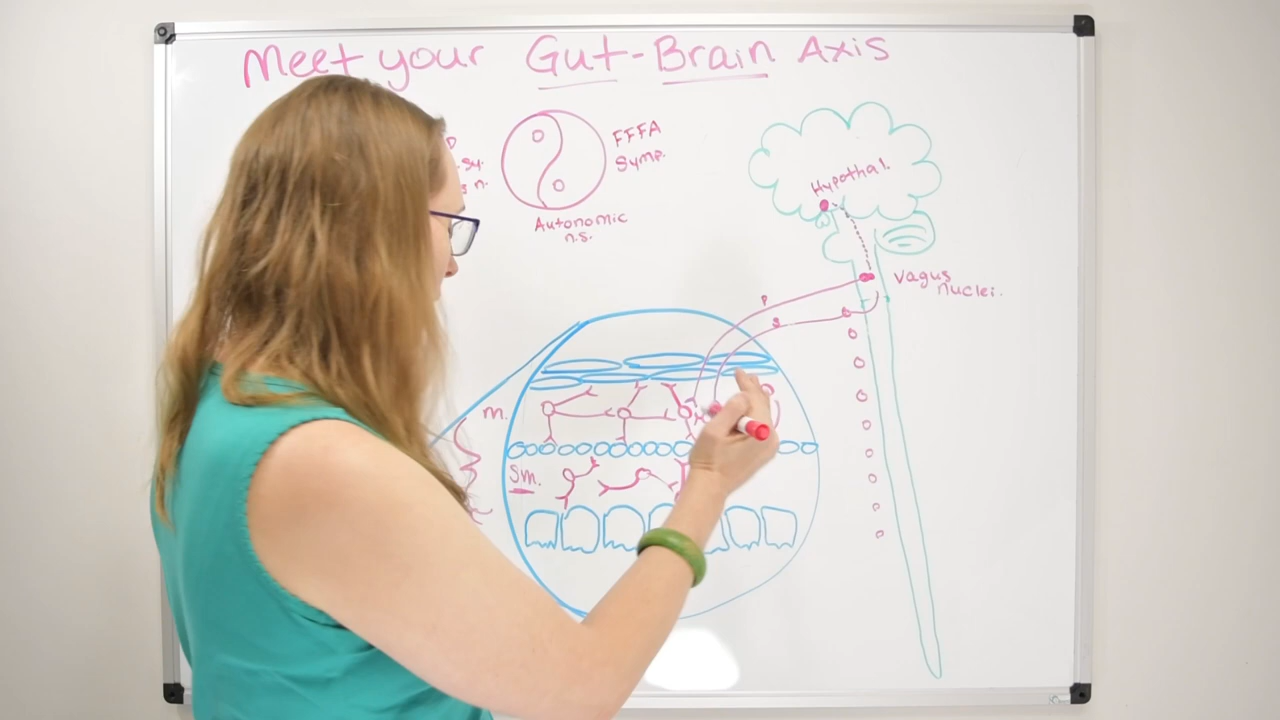 Meet your Gut-Brain Axis
FFFA
Symp.
Autonomic
n.s.
Hypothal.
Vagus
nuclei.
P
S
m.
Sm.